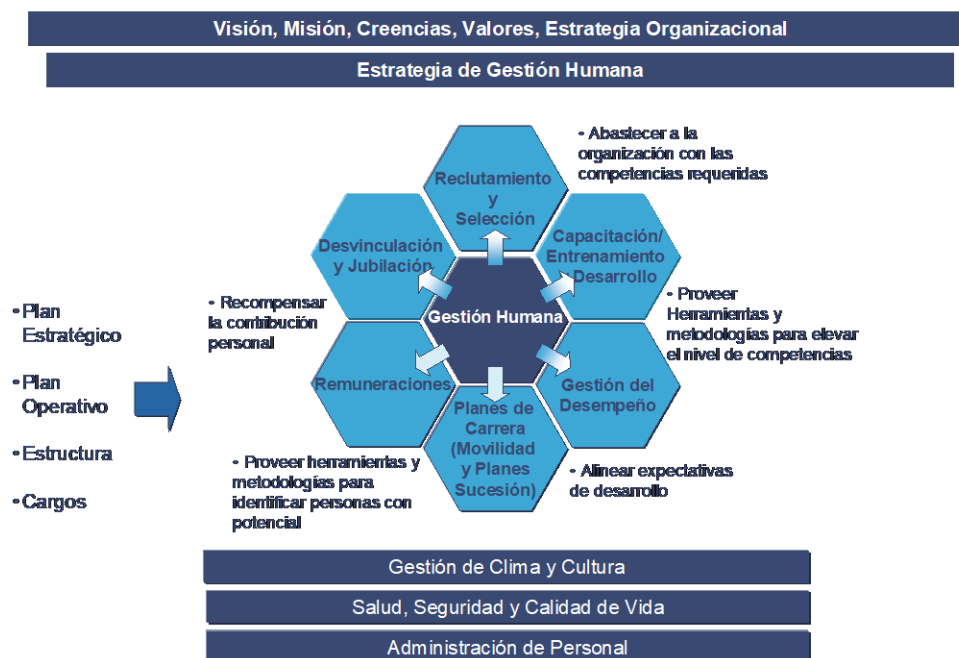 Visión, Misión, Creencias, Valores, Estrategia Organizacional
Estrategia de Gestión Humana
Reclutamiento
y
Selección
• Abastecer a la
organización con las
competencias requeridas
Desvinculación
y Jubilación
Capacitación/
Entrenamiento
Desarrollo
Gestión Humana
• Recompensar
la contribución
personal
• Proveer
Herramientas y
metodologías para elevar
el nivel de competencias
• Plan
Estratégico
• Plan
Operativo
• Estructura
• Cargos
Remuneraciones
Gestión del
Desempeño
Planes de
Carrera
(Movilidad
y Planes
Sucesión)
• Proveer herramientas y
metodologías para
identificar personas con
potencial
• Alinear expectativas
de desarrollo
Gestión de Clima y Cultura
Salud, Seguridad y Calidad de Vida
Administración de Personal